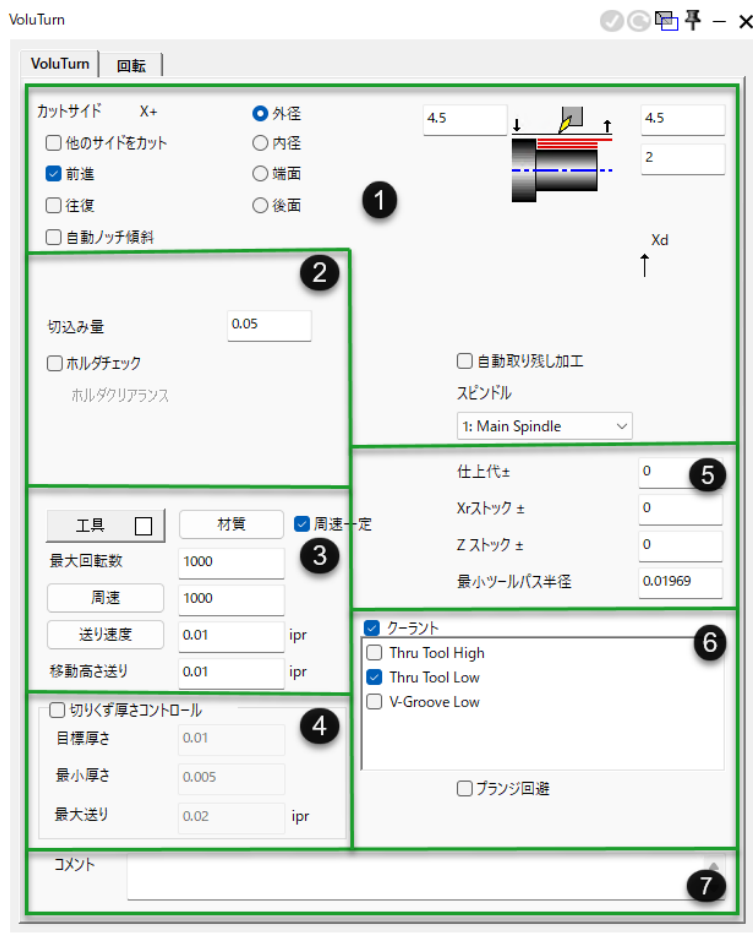 VoluTurn
VoluTurn 回転
カットサイド X+
外径
4.5
4.5
他のサイドをカット
内径
2
前進
端面
往復
後面
1
自動ノッチ傾斜
Xd
2
切込み量 0.05
ホルダチェック
自動取り残し加工
ホルダクリアランス
スピンドル
1: Main Spindle
仕上代± 0
5
Xrストック ± 0
工具 材質 周速一定
最大回転数 1000
3
Z ストック ± 0
周速 1000
最小ツールパス半径 0.01969
送り速度 0.01 ipr
クーラント
6
Thru Tool High
移動高さ送り 0.01 ipr
Thru Tool Low
V-Groove Low
切りくず厚さコントロール
4
目標厚さ 0.01
最小厚さ 0.005
プランジ回避
最大送り 0.02 ipr
コメント
7